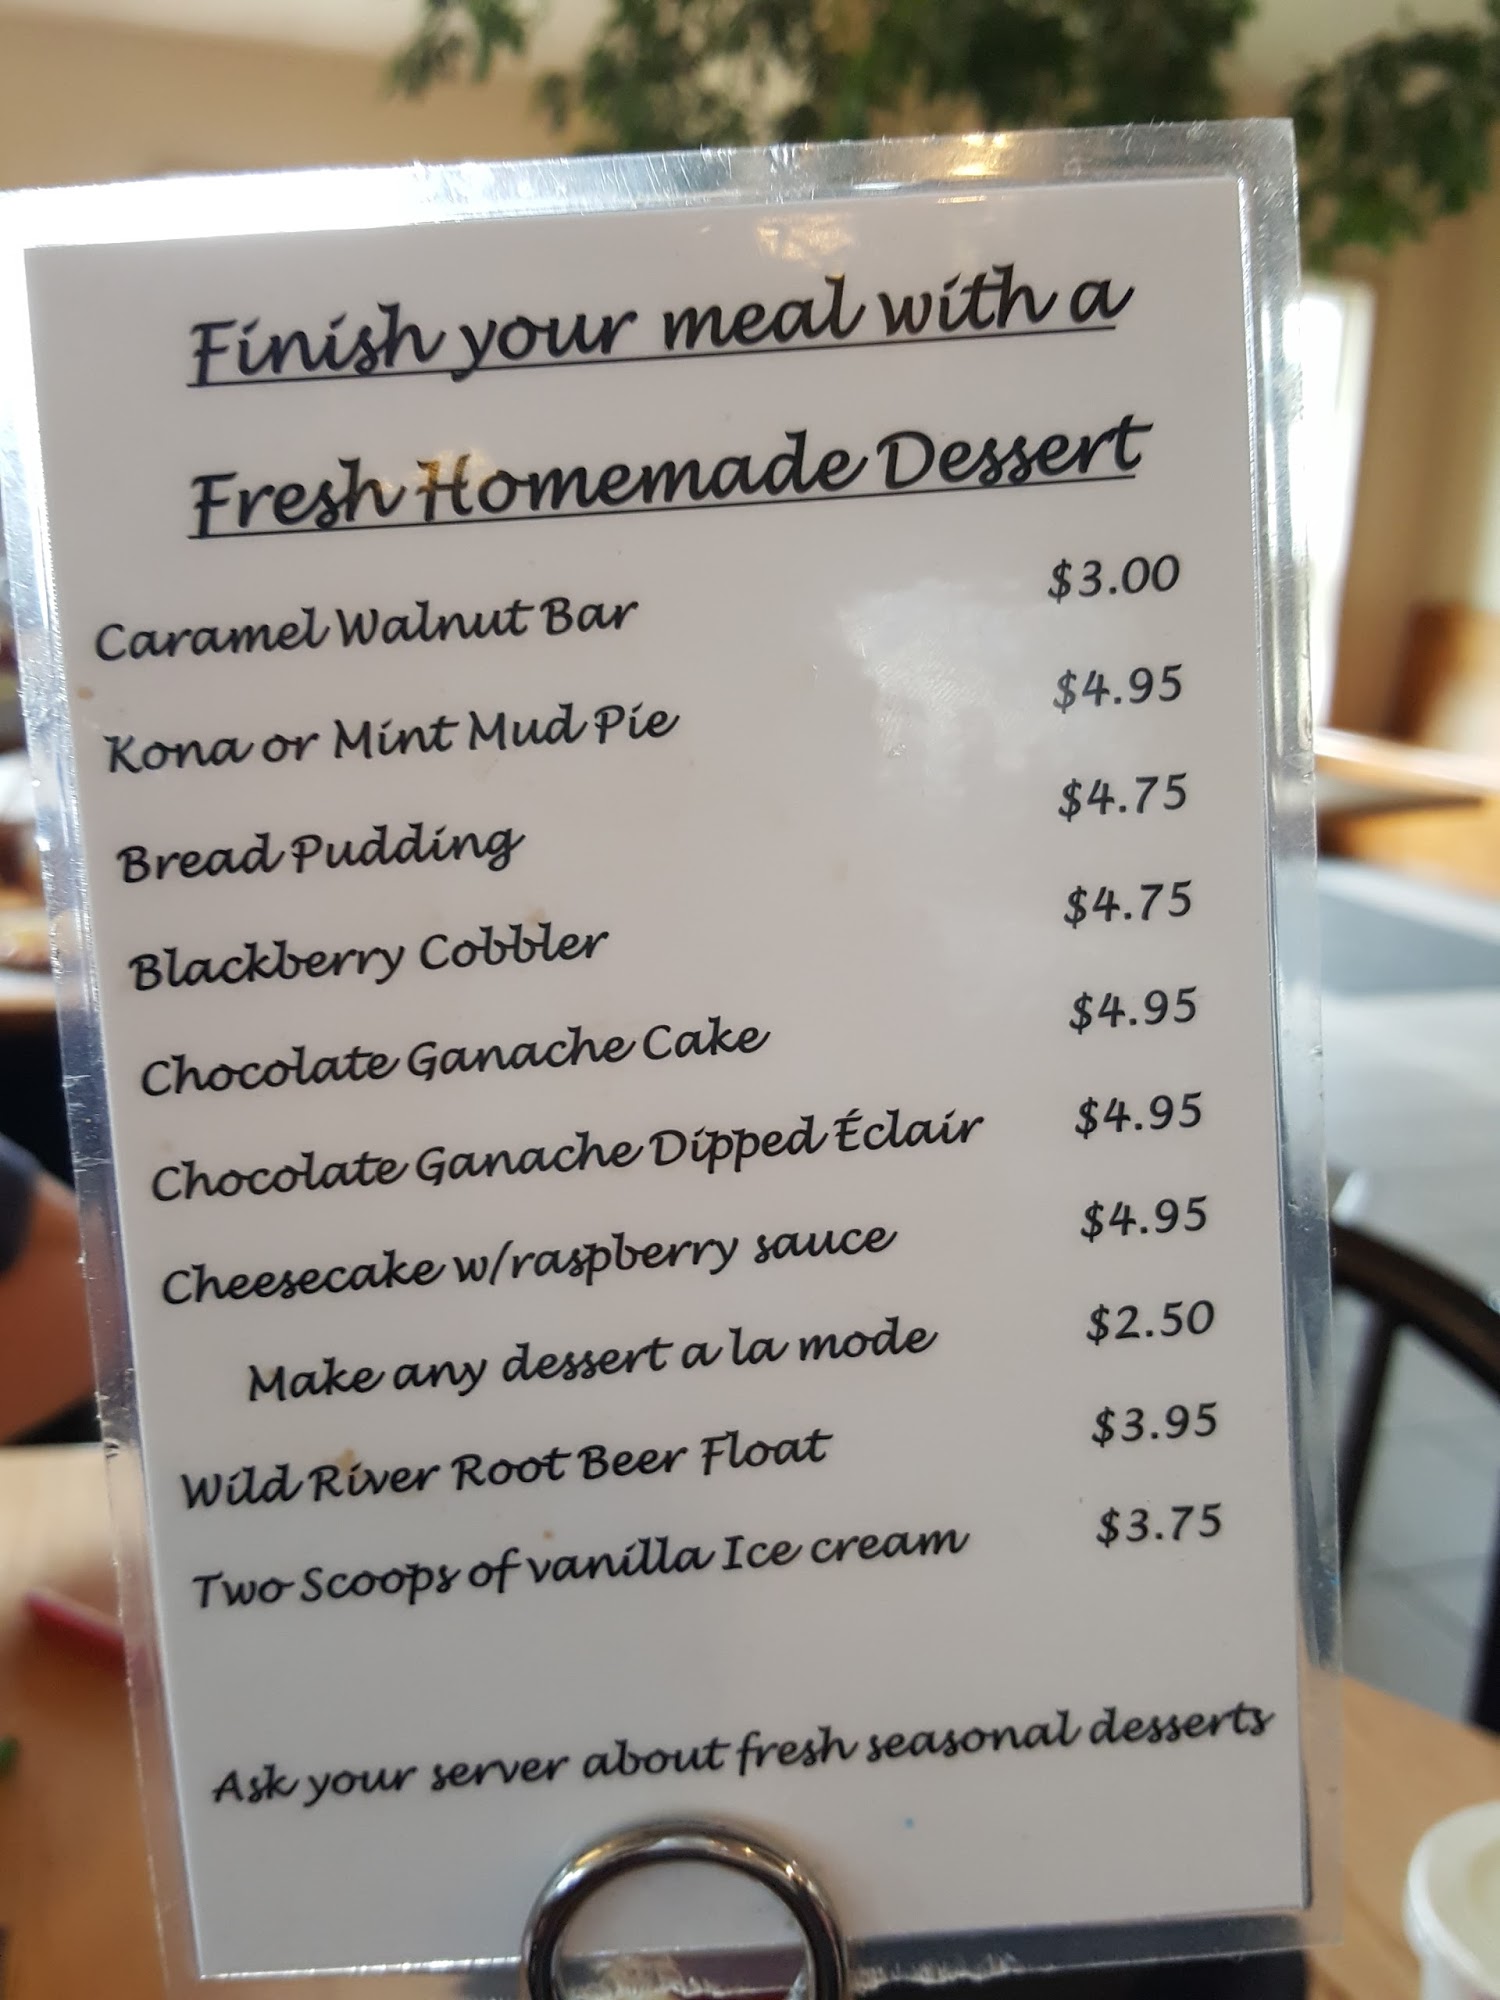 Finish your meal with a
Fresh Homemade Dessert
Caramel Walnut Bar $3.00
Kona or Mint Mud Pie $4.95
Bread Pudding $4.75
Blackberry Cobbler $4.75
Chocolate Ganache Cake $4.95
Chocolate Ganache Dipped Éclair $4.95
Cheesecake w/raspberry sauce $4.95
Make any dessert a la mode $2.50
Wild River Root Beer Float $3.95
Two Scoops of vanilla Ice cream $3.75
Ask your server about fresh seasonal desserts